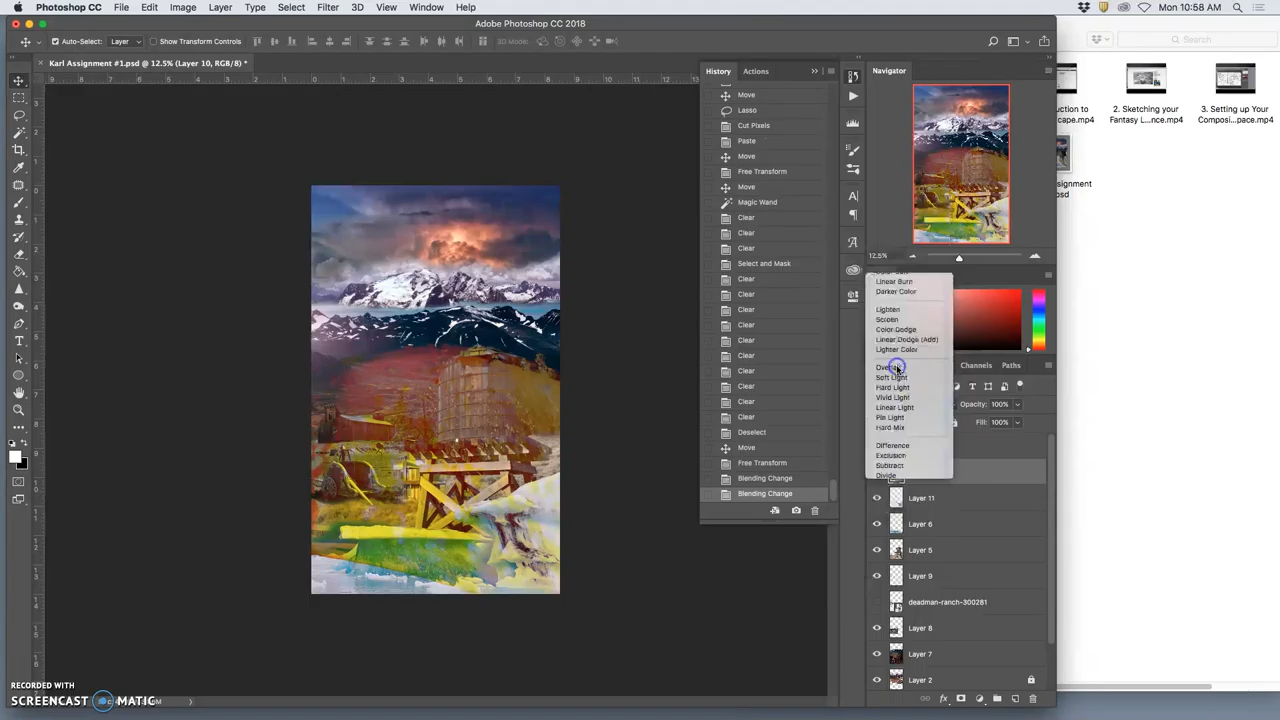 Photoshop CC File Edit Image Layer Type Select Filter 3D View Window Help Mon 10:58 AM
Adobe Photoshop CC 2018
Auto-Select: Layer Show Transform Controls 3D Mode: Search
Karl Assignment #1.psd @ 12.5% (Layer 10, RGB/8) *
History Actions Navigator
Move
Lasso
Cut Pixels
Paste
Move
Free Transform
Move
Magic Wand
Clear
Clear
Clear
Select and Mask
Clear
Clear
Clear
Clear
Clear
Clear
Clear
Clear
Clear
Clear
Deselect
Move
Free Transform
Blending Change
Blending Change
12.5%
Linear Burn
Darker Color
Lighten
Screen
Color Dodge
Linear Dodge (Add)
Lighter Color
Soft Light
Hard Light
Vivid Light
Linear Light
Pin Light
Hard Mix
Difference
Exclusion
Subtract
Divide
Channels Paths
Opacity: 100%
Fill: 100%
Layer 11
Layer 6
Layer 5
Layer 9
deadman-ranch-300281
Layer 8
Layer 7
Layer 2
2. Sketching your
Fantasy L...nce.mp4
3. Setting up Your
Composi...pace.mp4
RECORDED WITH
SCREENCAST MATIC